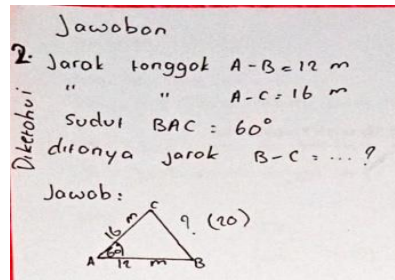 Jawaban
2. Jarak tonggak A-B = 12 m
" " A-C = 16 m
Sudut BAC = 60°
ditanya jarak B-C = ... ?
Diketahui
Jawab:
C
16 m ?. (20)
60°
A 12 m B